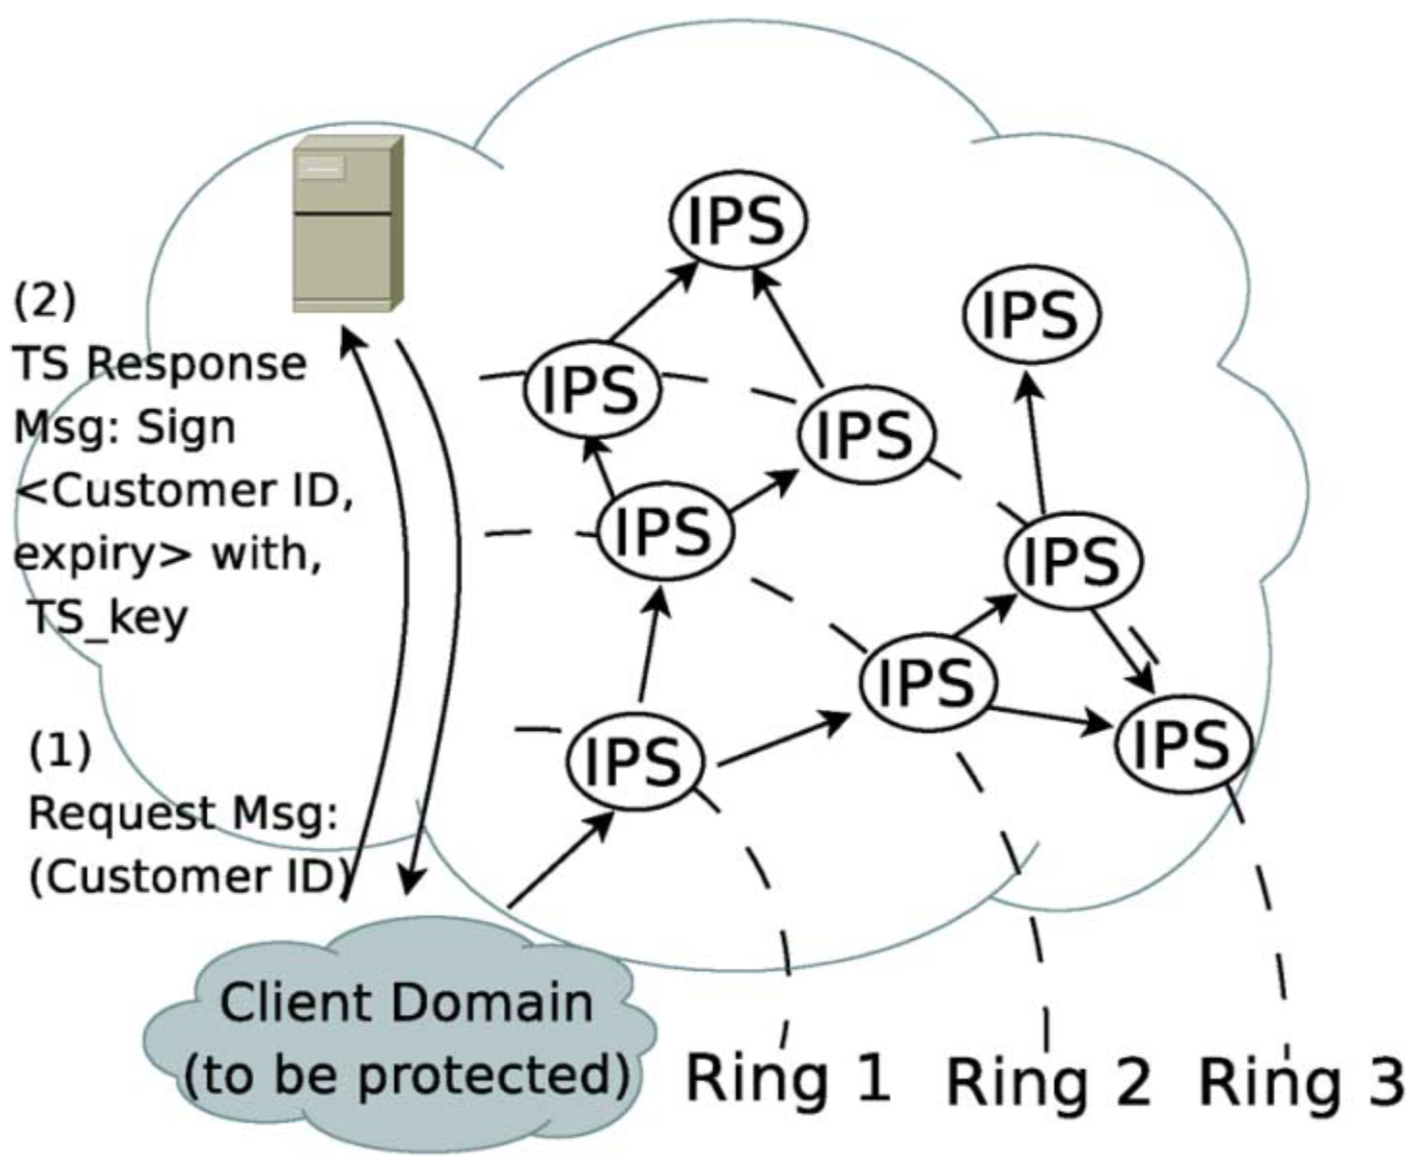 IPS
IPS
IPS
IPS
IPS
IPS
IPS
IPS
IPS
(2)
TS Response
Msg: Sign
<Customer ID,
expiry> with,
TS_key
(1)
Request Msg:
(Customer ID)
Client Domain
(to be protected)
Ring 1
Ring 2
Ring 3